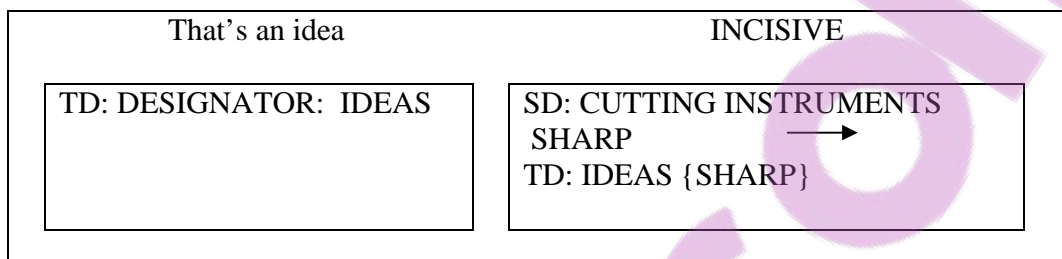 That's an idea INCISIVE
TD: DESIGNATOR: IDEAS
SD: CUTTING INSTRUMENTS
SHARP →
TD: IDEAS {SHARP}